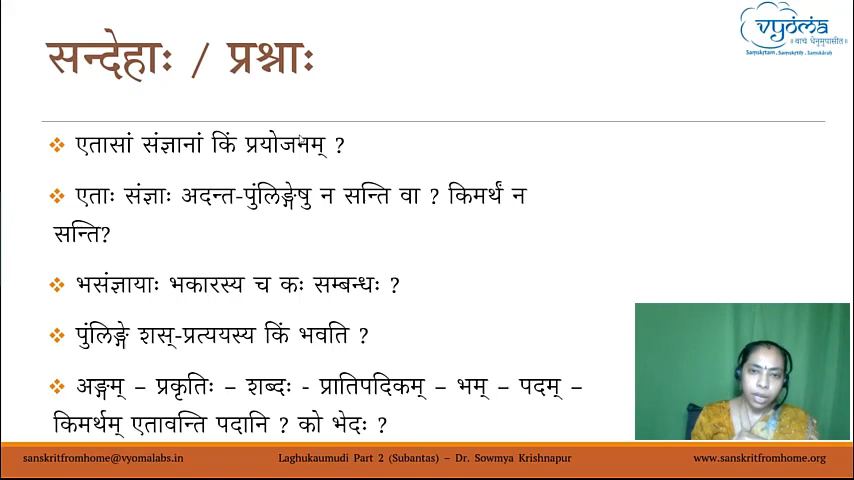 सन्देहाः / प्रश्नाः
vyoma
॥ वाचं धेनुमुपासीत ॥
Samskrtam . Samskrtih . Samskarah
एतासां संज्ञानां किं प्रयोजनम् ?
एताः संज्ञाः अदन्त-पुंलिङ्गेषु न सन्ति वा ? किमर्थं न
सन्ति?
भसंज्ञायाः भकारस्य च कः सम्बन्धः ?
पुंलिङ्गे शस्-प्रत्ययस्य किं भवति ?
अङ्गम् – प्रकृतिः – शब्दः - प्रातिपदिकम् – भम् – पदम् –
किमर्थम् एतावन्ति पदानि ? को भेदः ?
sanskritfromhome@vyomalabs.in
Laghukaumudi Part 2 (Subantas) – Dr. Sowmya Krishnapur
www.sanskritfromhome.org